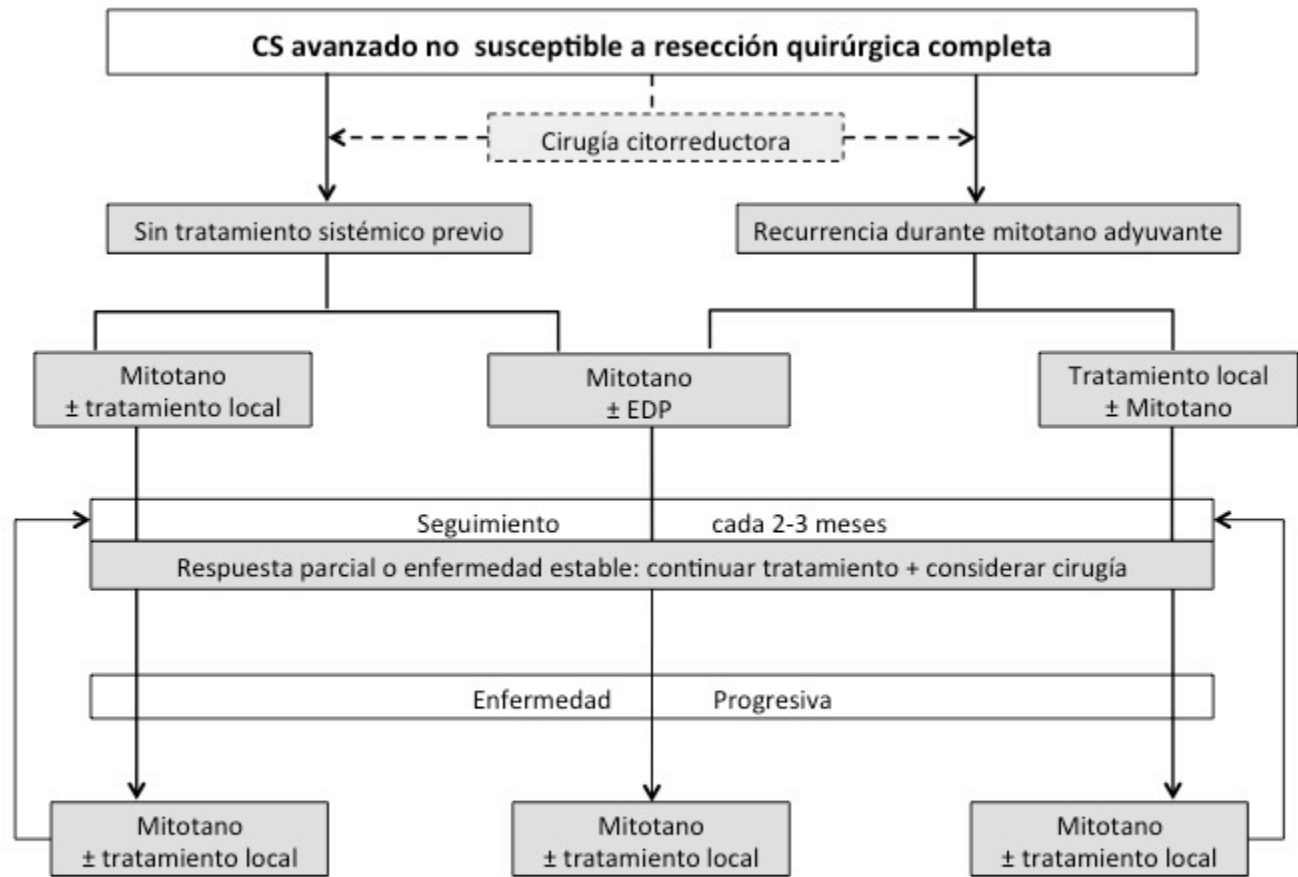 CS avanzado no susceptible a resección quirúrgica completa
Cirugía citorreductora
Sin tratamiento sistémico previo
Recurrencia durante mitotano adyuvante
Mitotano
± tratamiento local
Mitotano
± EDP
Tratamiento local
± Mitotano
Seguimiento cada 2-3 meses
Respuesta parcial o enfermedad estable: continuar tratamiento + considerar cirugía
Enfermedad Progresiva
Mitotano
± tratamiento local
Mitotano
± tratamiento local
Mitotano
± tratamiento local